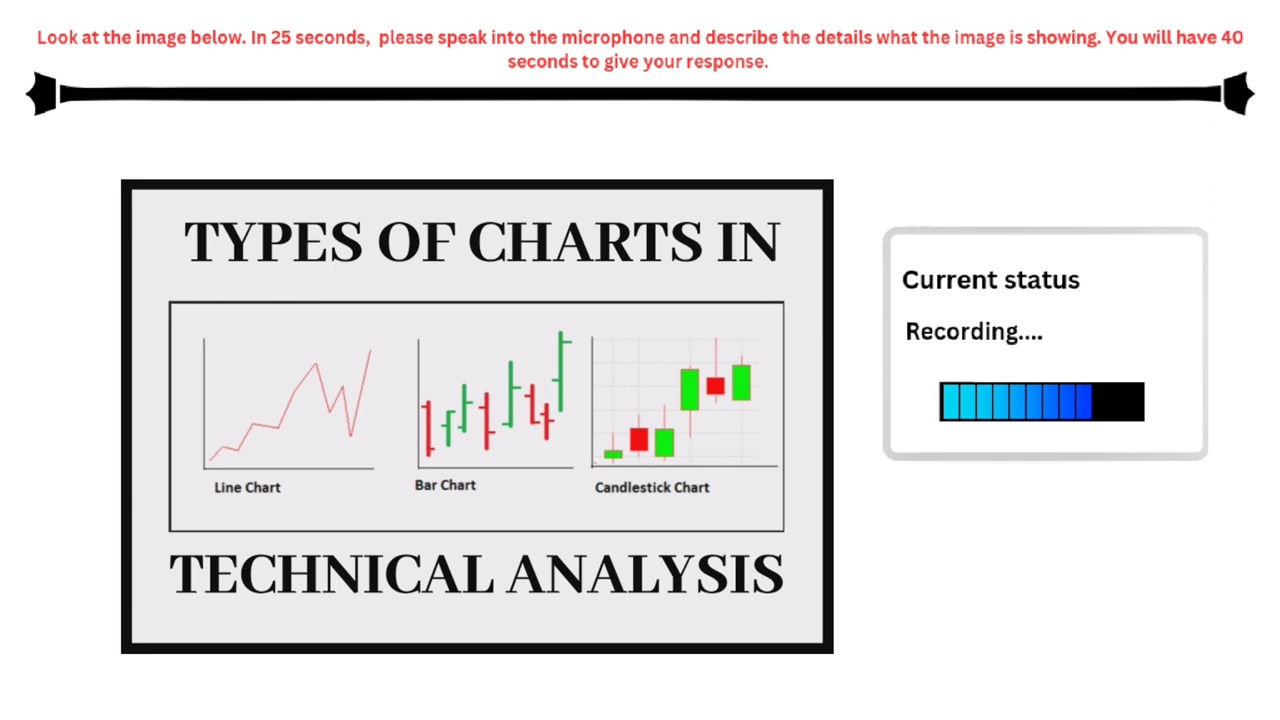 Look at the image below. In 25 seconds, please speak into the microphone and describe the details what the image is showing. You will have 40
seconds to give your response.
TYPES OF CHARTS IN
Line Chart
Bar Chart
Candlestick Chart
TECHNICAL ANALYSIS
Current status
Recording....